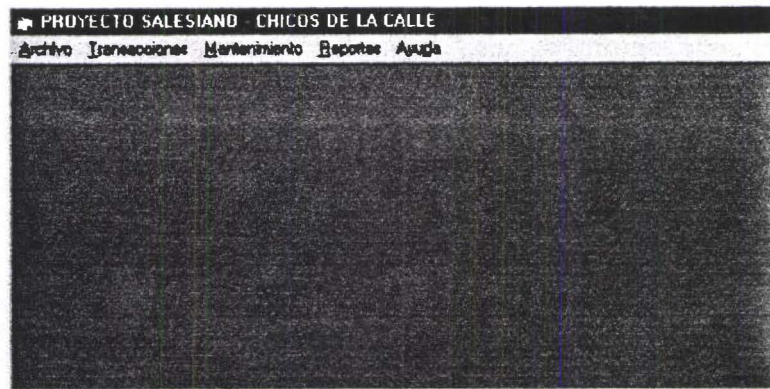 PROYECTO SALESIANO - CHICOS DE LA CALLE
Archivo Transacciones Mantenimiento Reportes Ayuda